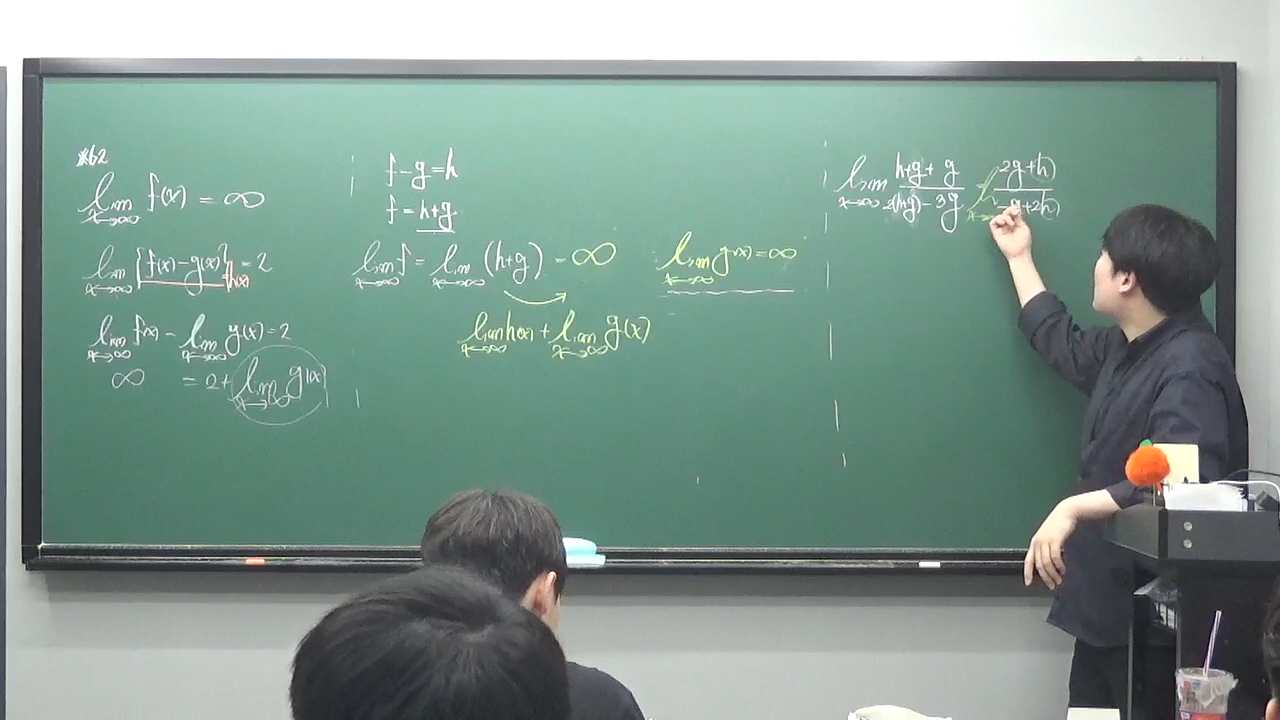 *62
lim x→∞ f(x) = ∞
lim x→∞ {f(x)-g(x)} = 2
h(x)
lim x→∞ f(x) - lim x→∞ g(x) = 2
∞ = 2 + lim x→∞ g(x)
f - g = h
f = h+g
lim x→∞ f = lim x→∞ (h+g) = ∞
lim x→∞ h(x) + lim x→∞ g(x)
lim x→∞ g(x) = ∞
lim x→∞ (h+g + g)/(2(h+g) - 3g) = lim x→∞ (2g+h)/(-g+2h)